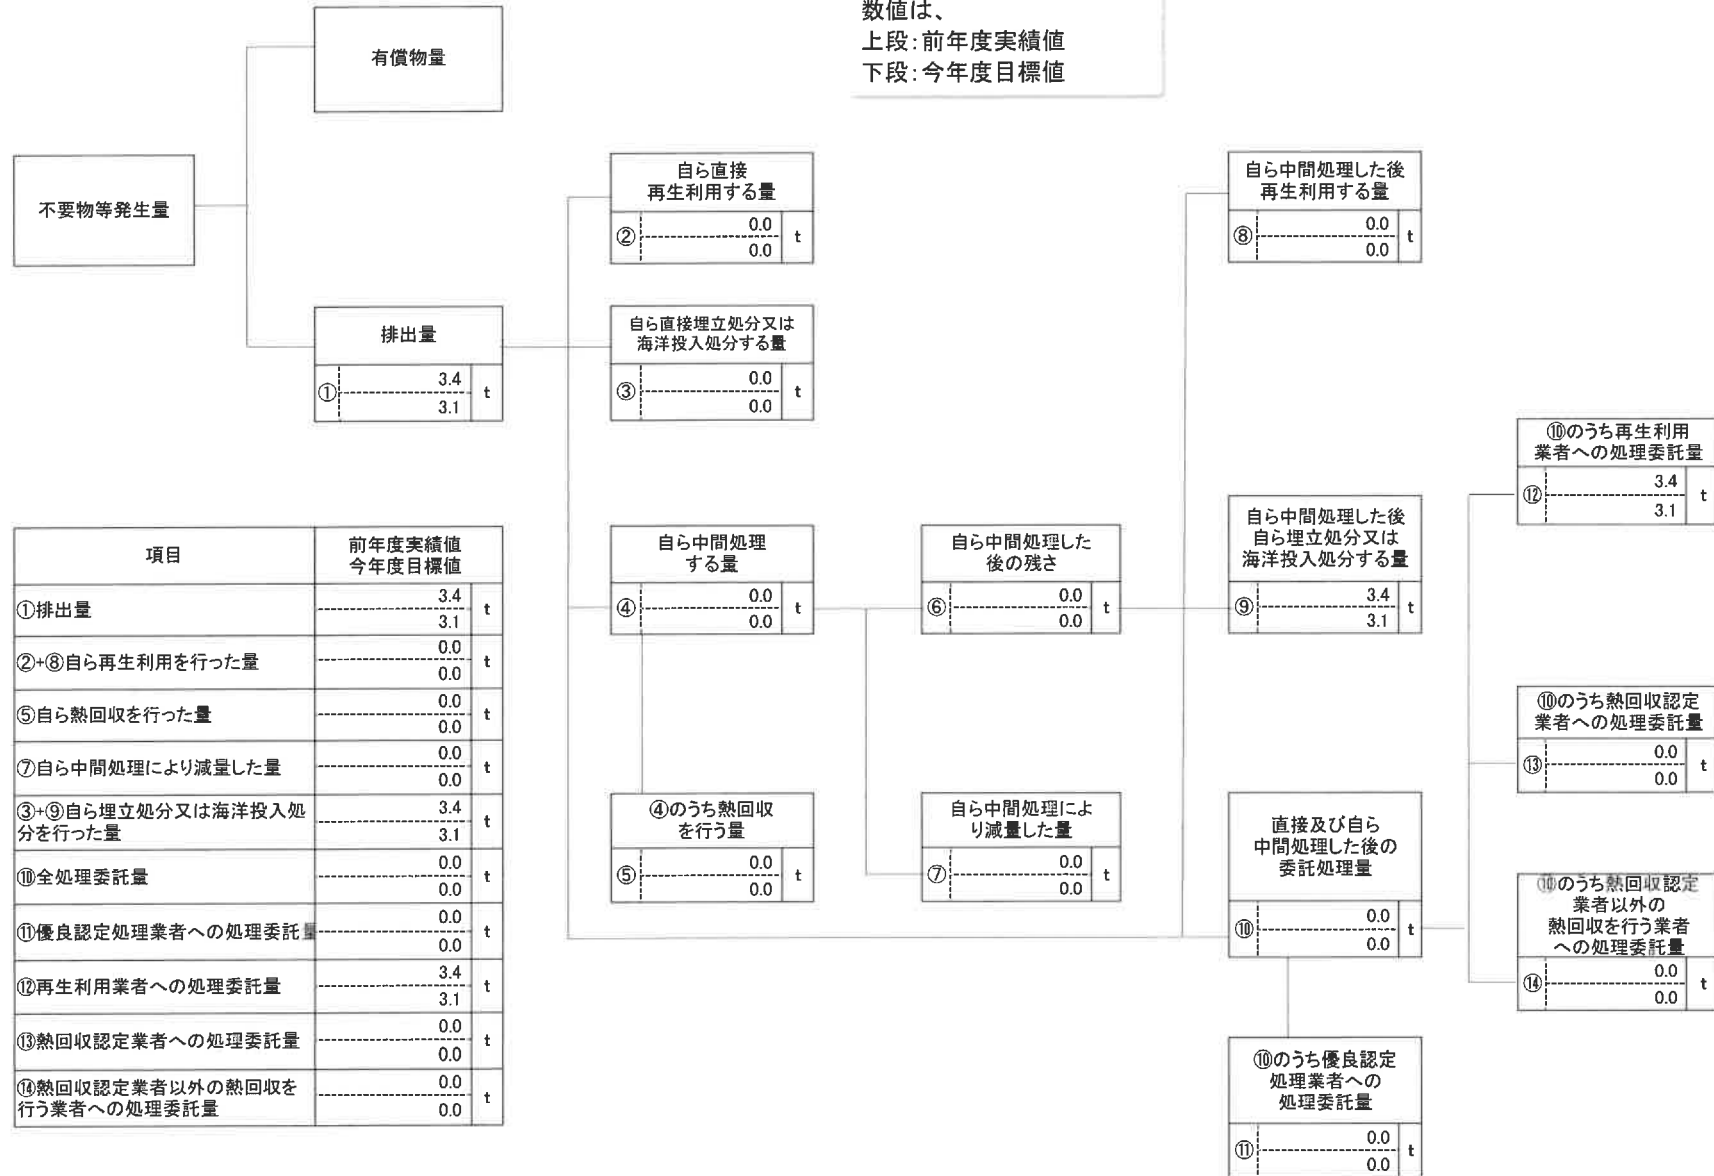 数値は、
上段:前年度実績値
下段:今年度目標値
有償物量
不要物等発生量
排出量
①
3.4
3.1
t
自ら直接
再生利用する量
②
0.0
0.0
t
自ら直接埋立処分又は
海洋投入処分する量
③
0.0
0.0
t
自ら中間処理
する量
④
0.0
0.0
t
④のうち熱回収
を行う量
⑤
0.0
0.0
t
自ら中間処理した
後の残さ
⑥
0.0
0.0
t
自ら中間処理によ
り減量した量
⑦
0.0
0.0
t
自ら中間処理した後
再生利用する量
⑧
0.0
0.0
t
自ら中間処理した後
自ら埋立処分又は
海洋投入処分する量
⑨
3.4
3.1
t
直接及び自ら
中間処理した後の
委託処理量
⑩
0.0
0.0
t
⑩のうち優良認定
処理業者への
処理委託量
⑪
0.0
0.0
t
⑩のうち再生利用
業者への処理委託量
⑫
3.4
3.1
t
⑩のうち熱回収認定
業者への処理委託量
⑬
0.0
0.0
t
⑩のうち熱回収認定
業者以外の
熱回収を行う業者
への処理委託量
⑭
0.0
0.0
t
項目
前年度実績値
今年度目標値
①排出量
3.4
3.1
t
②+⑧自ら再生利用を行った量
0.0
0.0
t
⑤自ら熱回収を行った量
0.0
0.0
t
⑦自ら中間処理により減量した量
0.0
0.0
t
③+⑨自ら埋立処分又は海洋投入処
分を行った量
3.4
3.1
t
⑩全処理委託量
0.0
0.0
t
⑪優良認定処理業者への処理委託量
0.0
0.0
t
⑫再生利用業者への処理委託量
3.4
3.1
t
⑬熱回収認定業者への処理委託量
0.0
0.0
t
⑭熱回収認定業者以外の熱回収を
行う業者への処理委託量
0.0
0.0
t